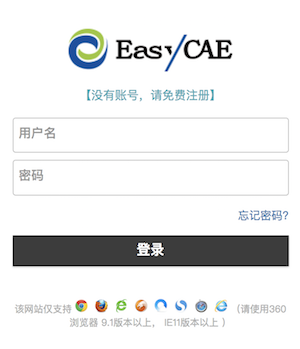 EasyCAE
【没有账号，请免费注册】
用户名
密码
忘记密码?
登录
该网站仅支持 （请使用360
浏览器 9.1版本以上， IE11版本以上 ）